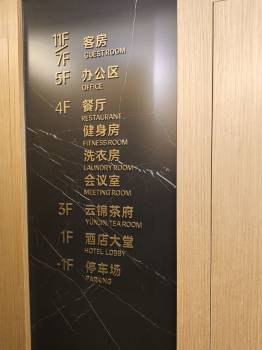 11F 客房
7F GUEST ROOM
5F 办公区
OFFICE
4F 餐厅
RESTAURANT
健身房
FITNESS ROOM
洗衣房
LAUNDRY ROOM
会议室
MEETING ROOM
3F 云锦茶府
YUNJIN TEA ROOM
1F 酒店大堂
HOTEL LOBBY
-1F 停车场
PARKING